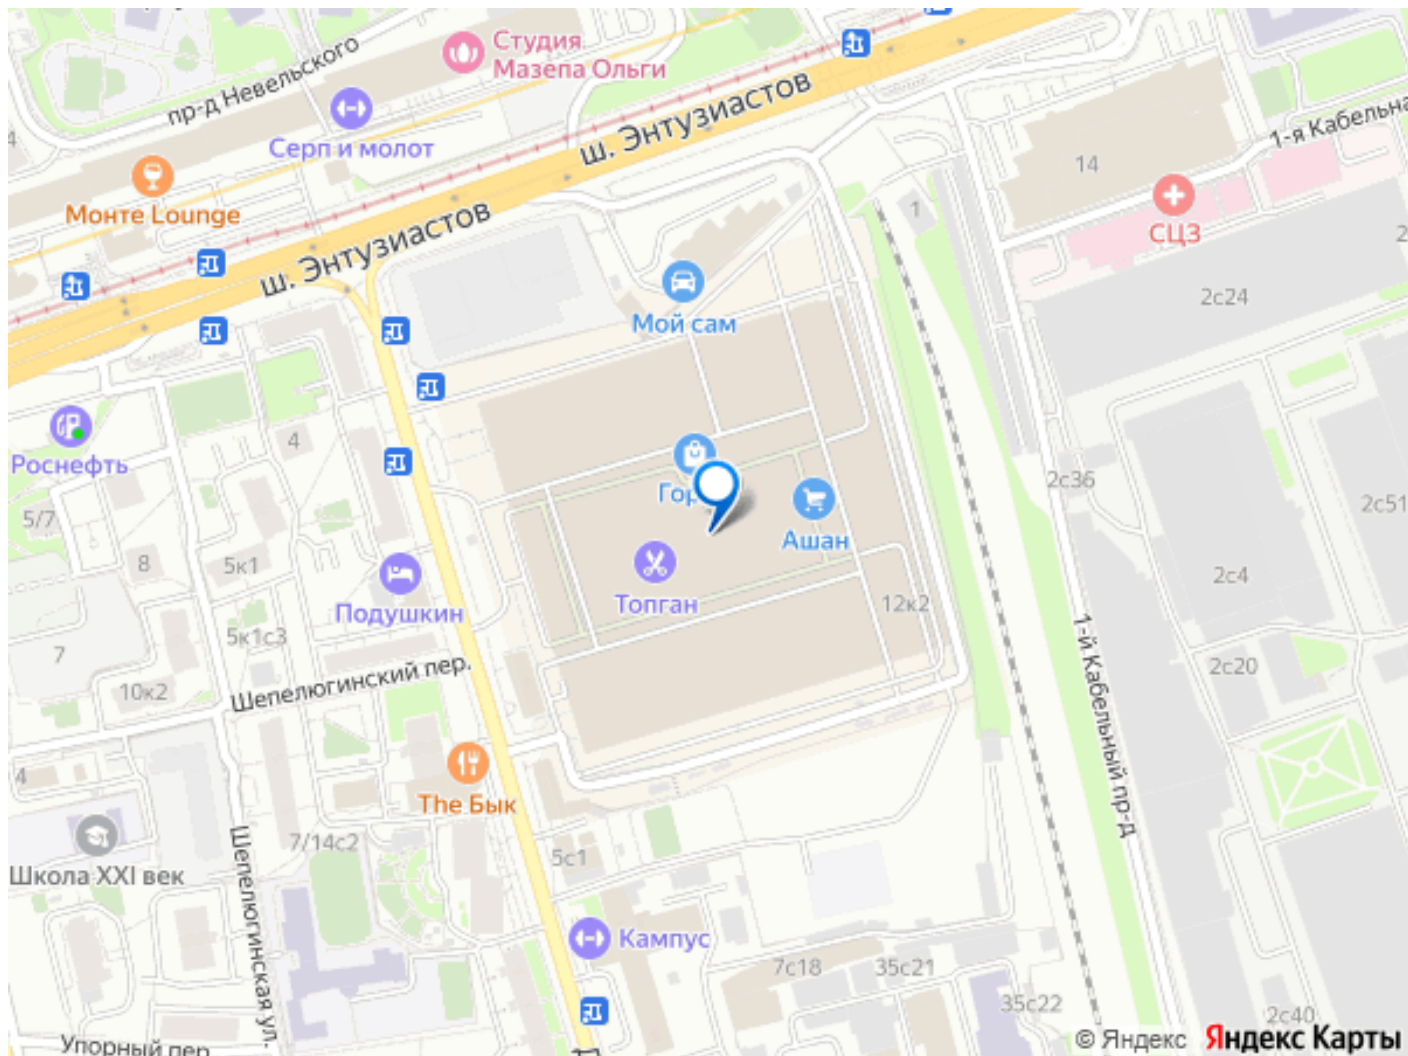 Студия
Мазепа Ольги
пр-д Невельского
ш. Энтузиастов
Серп и молот
1-я Кабельна
14
4
Монте Lounge
ш. Энтузиастов
1
СЦЗ
2
2с24
Мой сам
4
Роснефть
Гор
2с36
2с51
5/7
Ашан
8
5к1
2с4
Подушкин
Топган
12к2
5к1с3
7
1-й Кабельный пр-д
2с20
10к2
Шепелюгинский пер.
4
The Бык
7/14с2
5с1
Школа XXI век
Шепелюгинская ул.
Кампус
7с18
35с21
35с22
2с40
Упорный пер
© Яндекс
Яндекс Карты